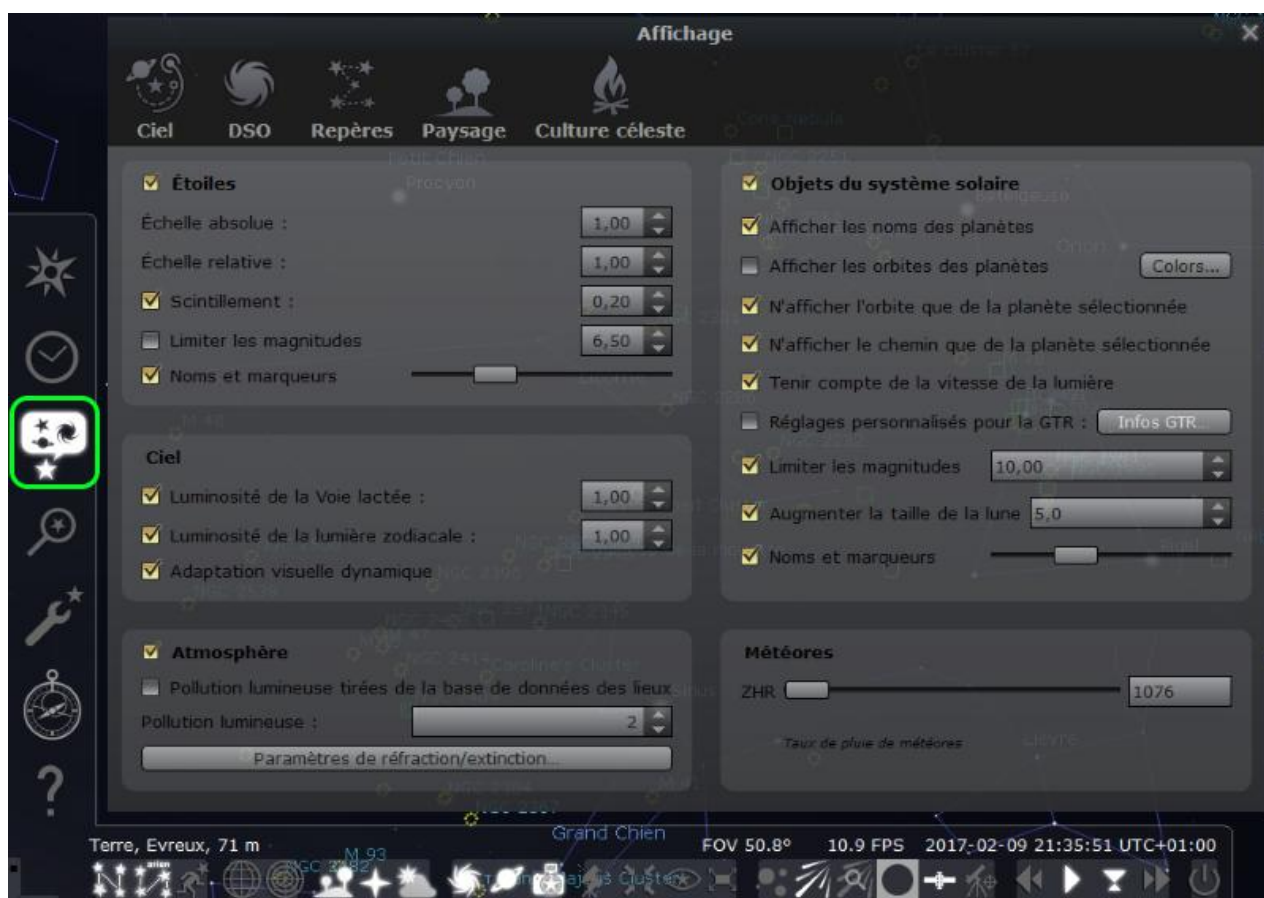 Affichage
Ciel DSO Repères Paysage Culture céleste
Étoiles
Échelle absolue : 1,00
Échelle relative : 1,00
Scintillement : 0,20
Limiter les magnitudes 6,50
Noms et marqueurs
Ciel
Luminosité de la Voie lactée : 1,00
Luminosité de la lumière zodiacale : 1,00
Adaptation visuelle dynamique
Atmosphère
Pollution lumineuse tirées de la base de données des lieux
Pollution lumineuse : 2
Paramètres de réfraction/extinction...
Objets du système solaire
Afficher les noms des planètes
Afficher les orbites des planètes Colors...
N'afficher l'orbite que de la planète sélectionnée
N'afficher le chemin que de la planète sélectionnée
Tenir compte de la vitesse de la lumière
Réglages personnalisés pour la GTR : Infos GTR...
Limiter les magnitudes 10,00
Augmenter la taille de la lune 5,0
Noms et marqueurs
Météores
ZHR 1076
Taux de pluie de météores
Procyon
M 48
Rigel
NGC 2367
Grand Chien
M 93
Terre, Evreux, 71 m FOV 50.8° 10.9 FPS 2017-02-09 21:35:51 UTC+01:00